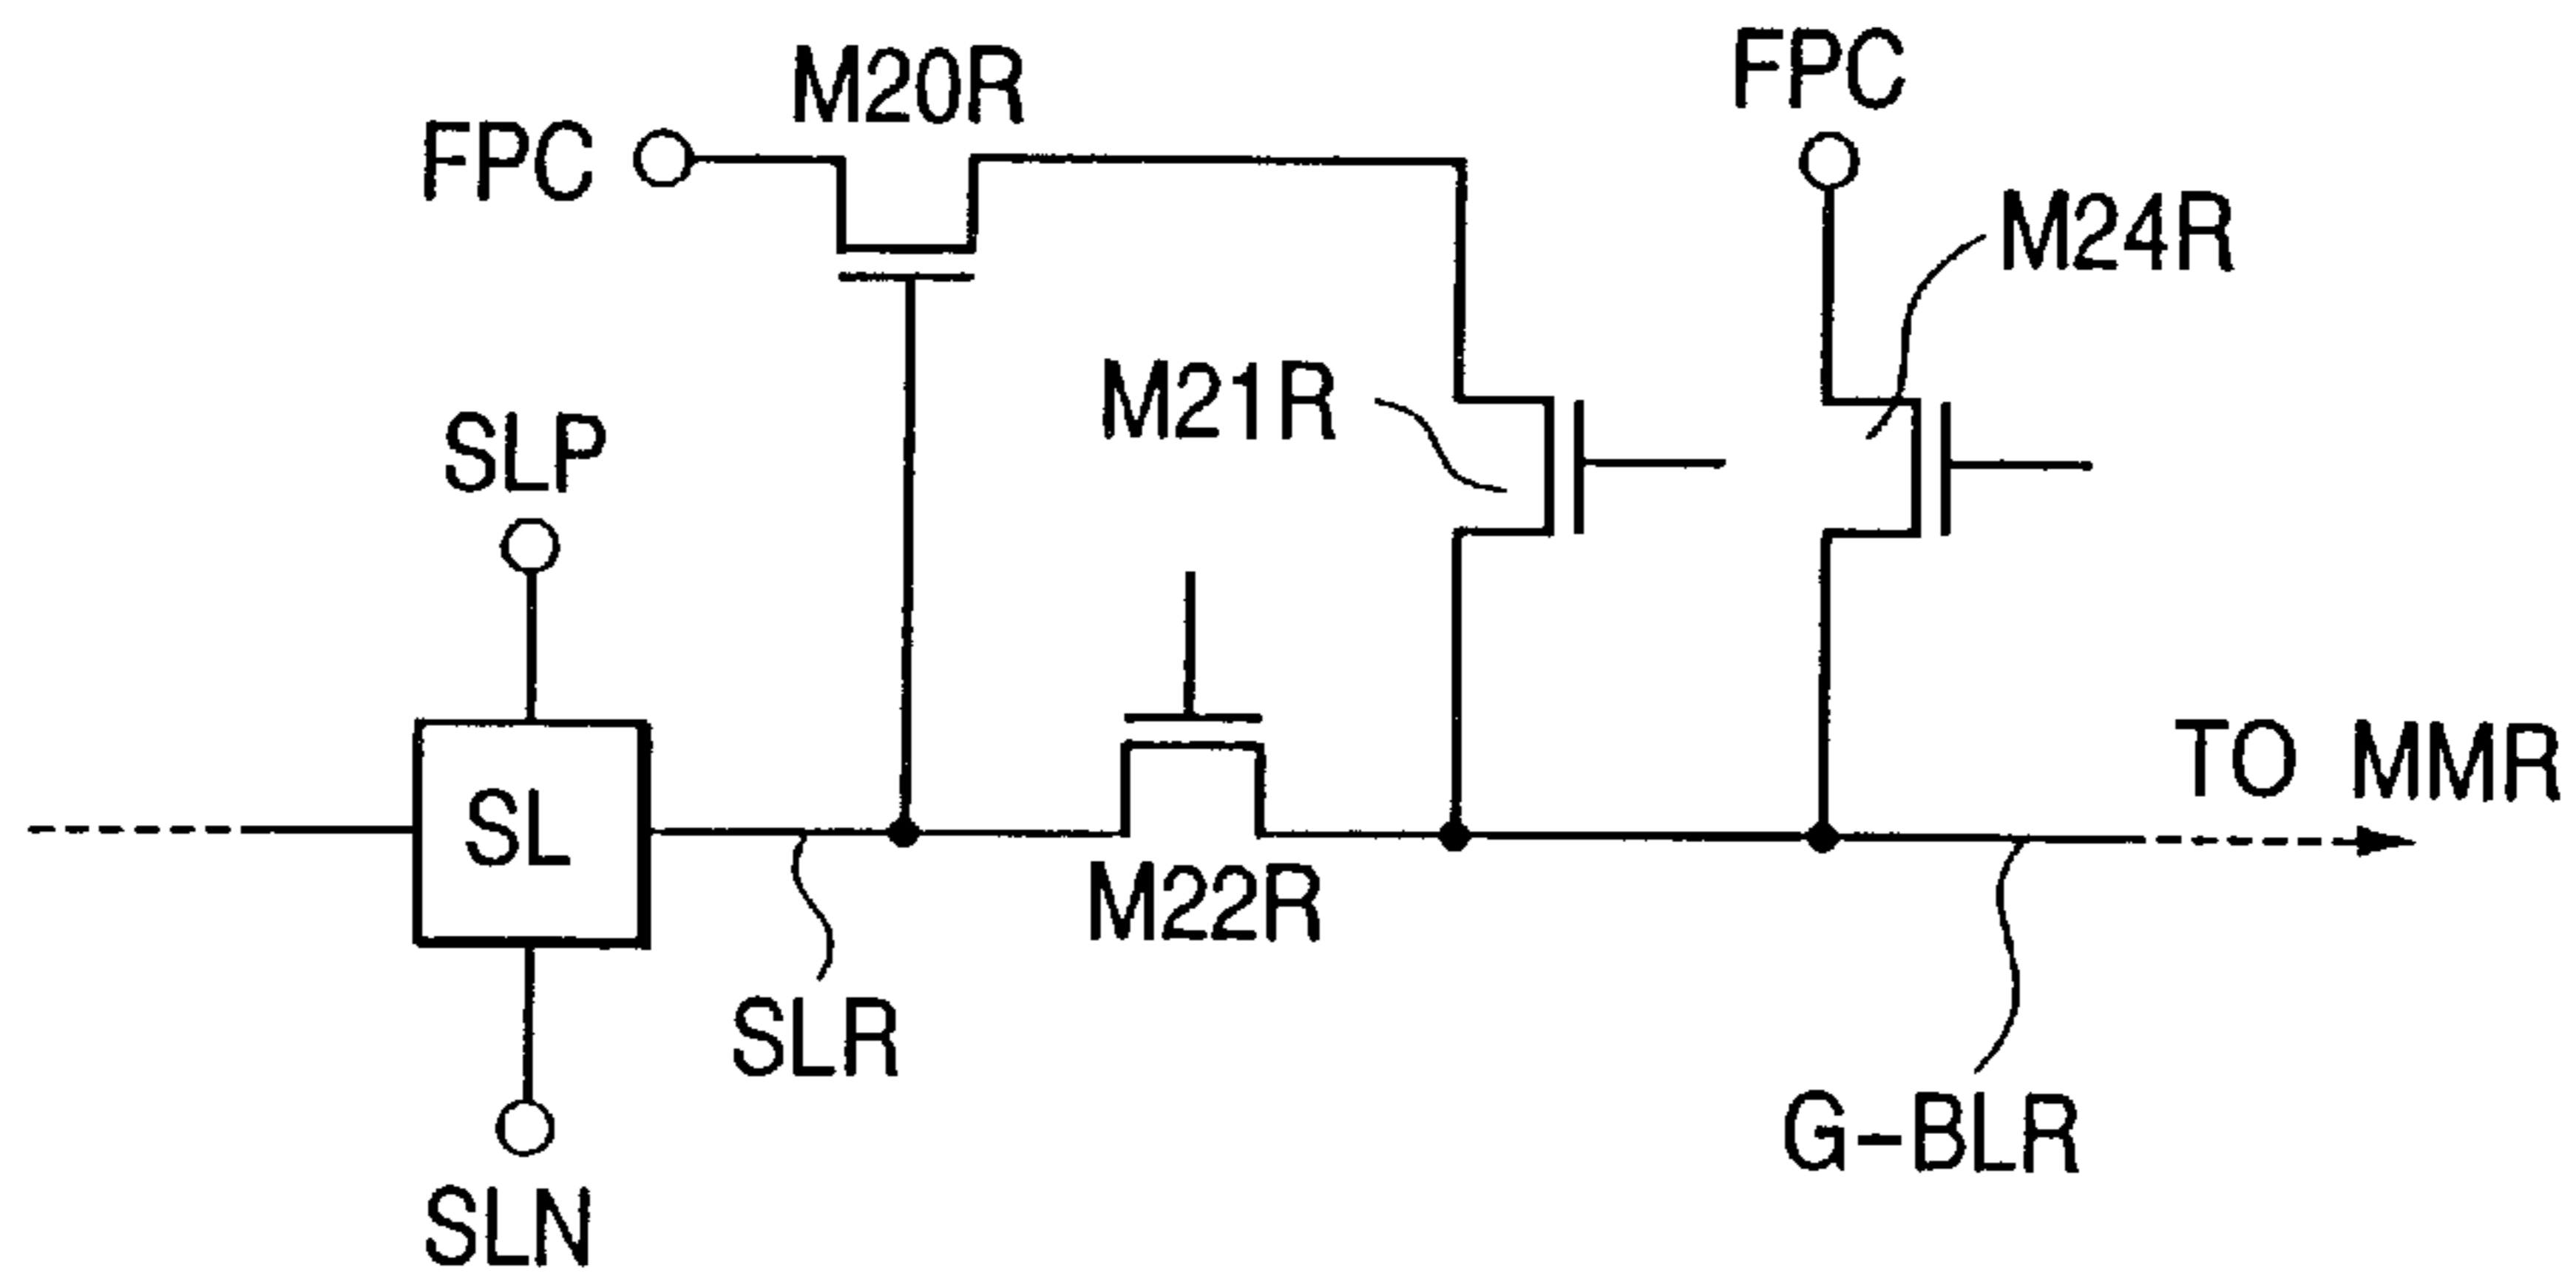 FPC
M20R
FPC
M24R
M21R
SLP
SL
M22R
TO MMR
SLR
G-BLR
SLN